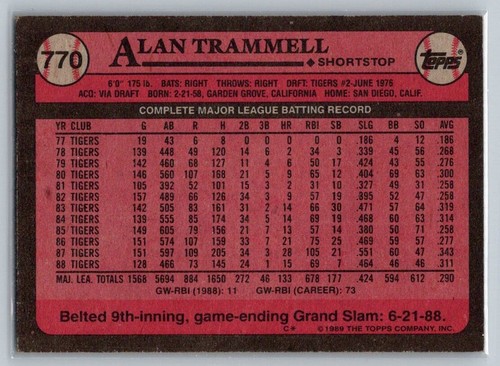 770
ALAN TRAMMELL
SHORTSTOP
Topps
6'0" 175 lb. BATS: RIGHT THROWS: RIGHT DRFT: TIGERS #2-JUNE 1976
ACQ: VIA DRAFT BORN: 2-21-58, GARDEN GROVE, CALIFORNIA HOME: SAN DIEGO, CALIF.
COMPLETE MAJOR LEAGUE BATTING RECORD
YR CLUB G AB R H 2B 3B HR RBI SB SLG BB SO AVG
77 TIGERS 19 43 6 8 0 0 0 0 0 .186 4 12 .186
78 TIGERS 139 448 49 120 14 6 2 34 3 .339 45 56 .268
79 TIGERS 142 460 68 127 11 4 6 50 17 .357 43 55 .276
80 TIGERS 146 560 107 168 21 5 9 65 12 .404 69 63 .300
81 TIGERS 105 392 52 101 15 3 2 31 10 .327 49 31 .258
82 TIGERS 157 489 66 126 34 3 9 57 19 .395 52 47 .258
83 TIGERS 142 505 83 161 31 2 14 66 30 .471 57 64 .319
84 TIGERS 139 555 85 174 34 5 14 69 19 .468 60 63 .314
85 TIGERS 149 605 79 156 21 7 13 57 14 .380 50 71 .258
86 TIGERS 151 574 107 159 33 7 21 75 25 .469 59 57 .277
87 TIGERS 151 597 109 205 34 3 28 105 21 .551 60 47 .343
88 TIGERS 128 466 73 145 24 1 15 69 7 .464 46 46 .311
MAJ. LEA. TOTALS 1568 5694 884 1650 272 46 133 678 177 .424 594 612 .290
GW-RBI (1988): 11 GW-RBI (CAREER): 73
Belted 9th-inning, game-ending Grand Slam: 6-21-88.
C* ©1989 THE TOPPS COMPANY, INC.